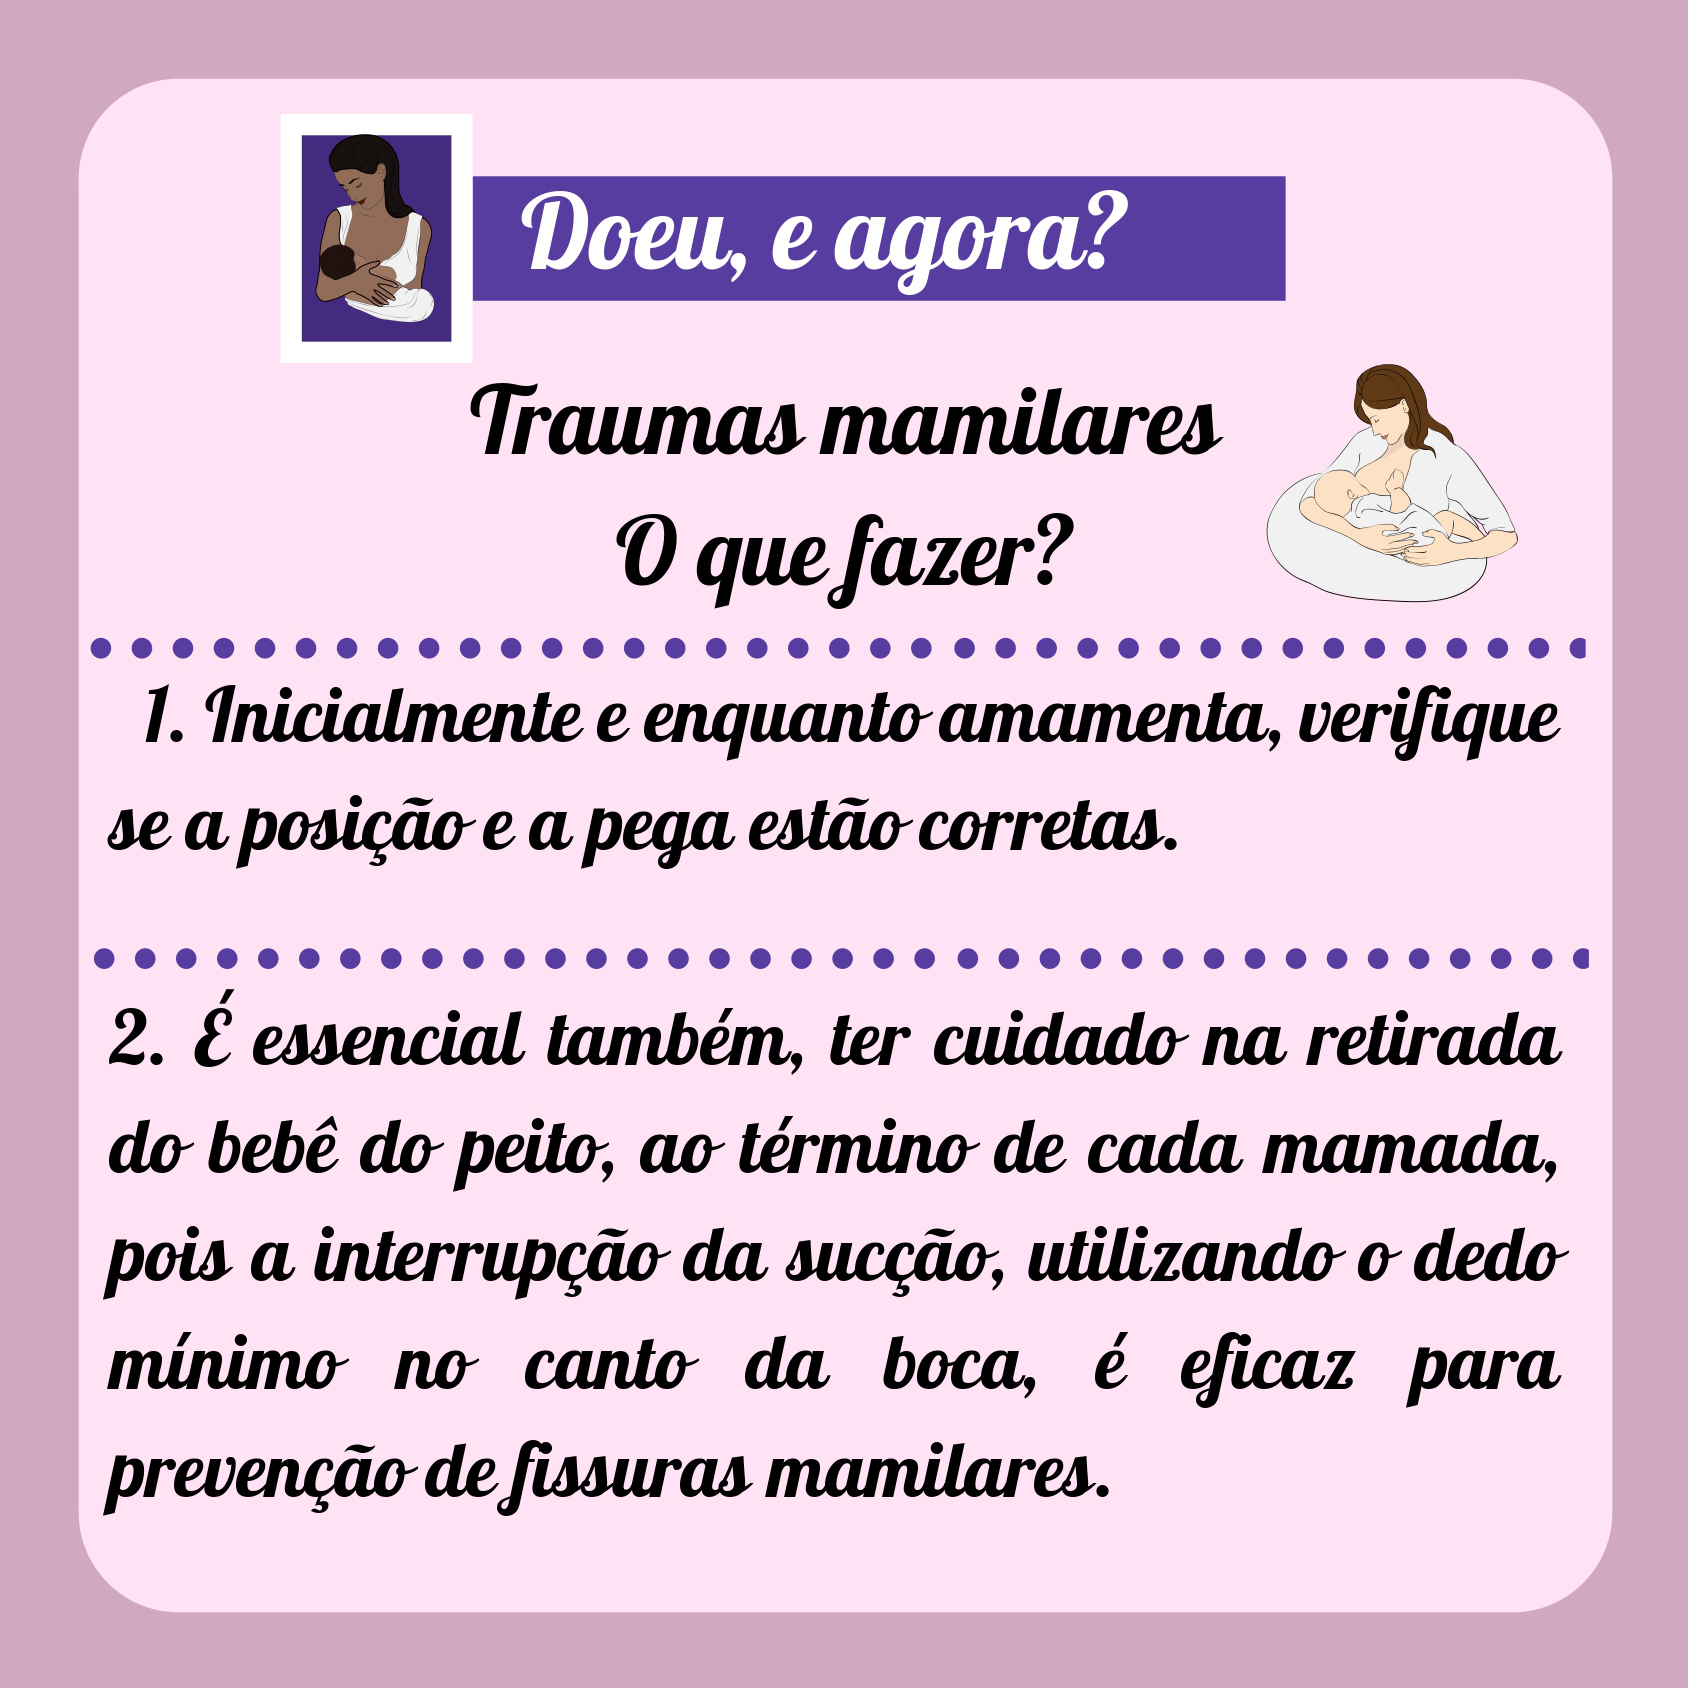 Doeu, e agora?
Traumas mamilares
O que fazer?
1. Inicialmente e enquanto amamenta, verifique
se a posição e a pega estão corretas.
2. É essencial também, ter cuidado na retirada
do bebê do peito, ao término de cada mamada,
pois a interrupção da sucção, utilizando o dedo
mínimo no canto da boca, é eficaz para
prevenção de fissuras mamilares.